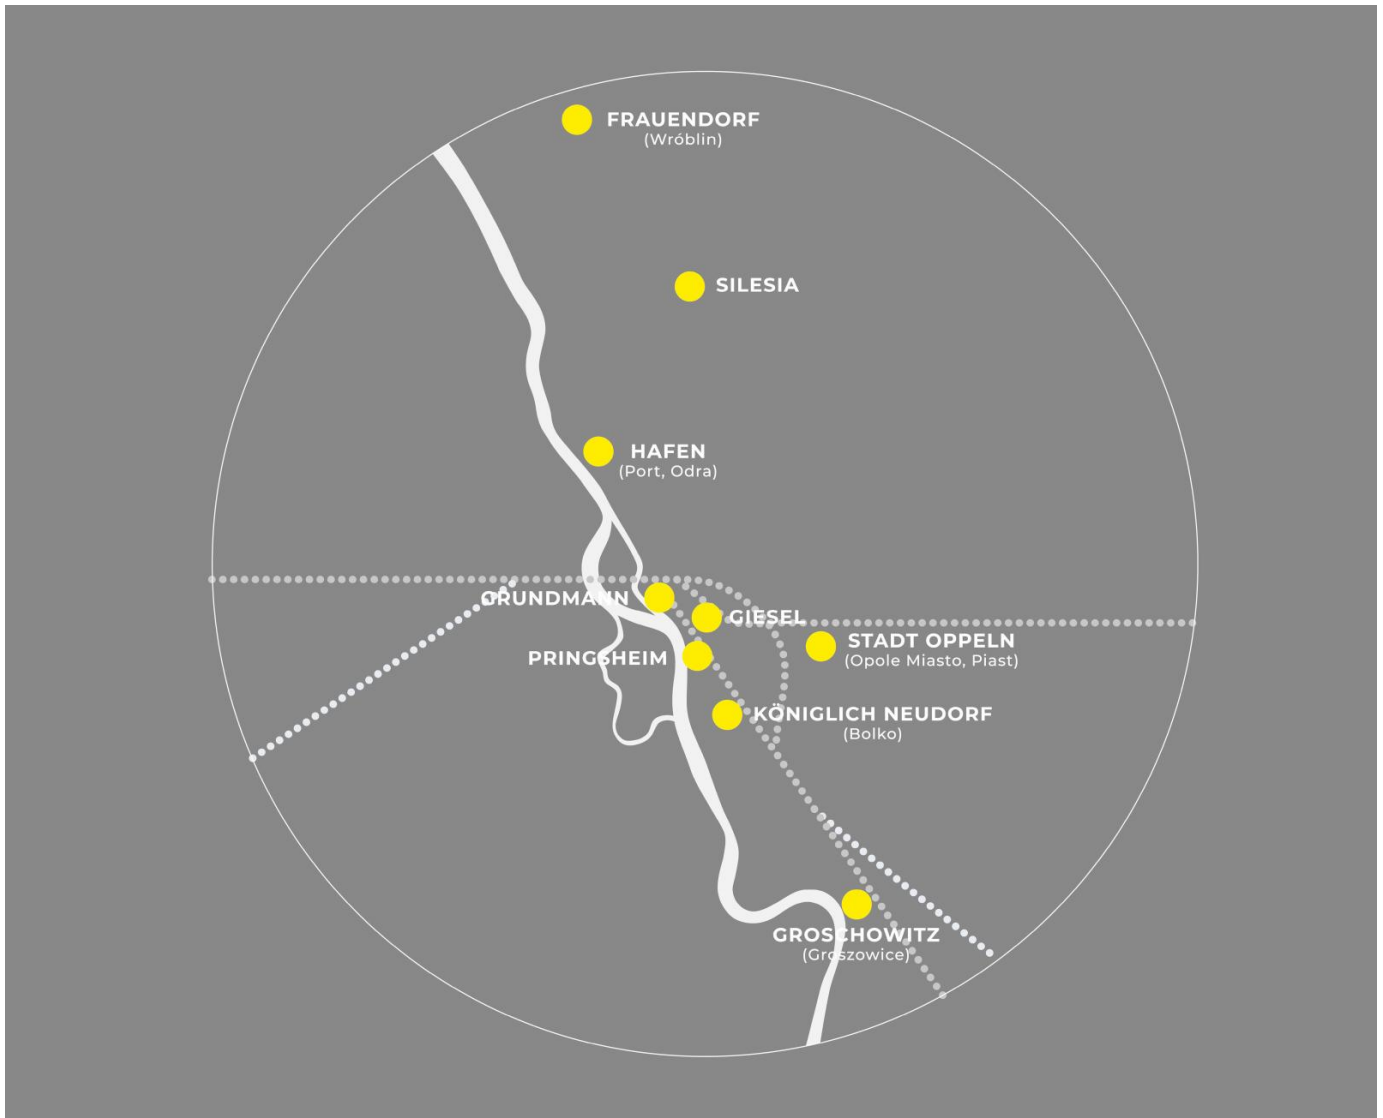 FRAUENDORF
(Wróblin)
SILESIA
HAFEN
(Port, Odra)
GRUNDMANN
GIESEL
STADT OPPELN
(Opole Miasto, Piast)
PRINGSHEIM
KÖNIGLICH NEUDORF
(Bolko)
GROSCHOWITZ
(Groszowice)